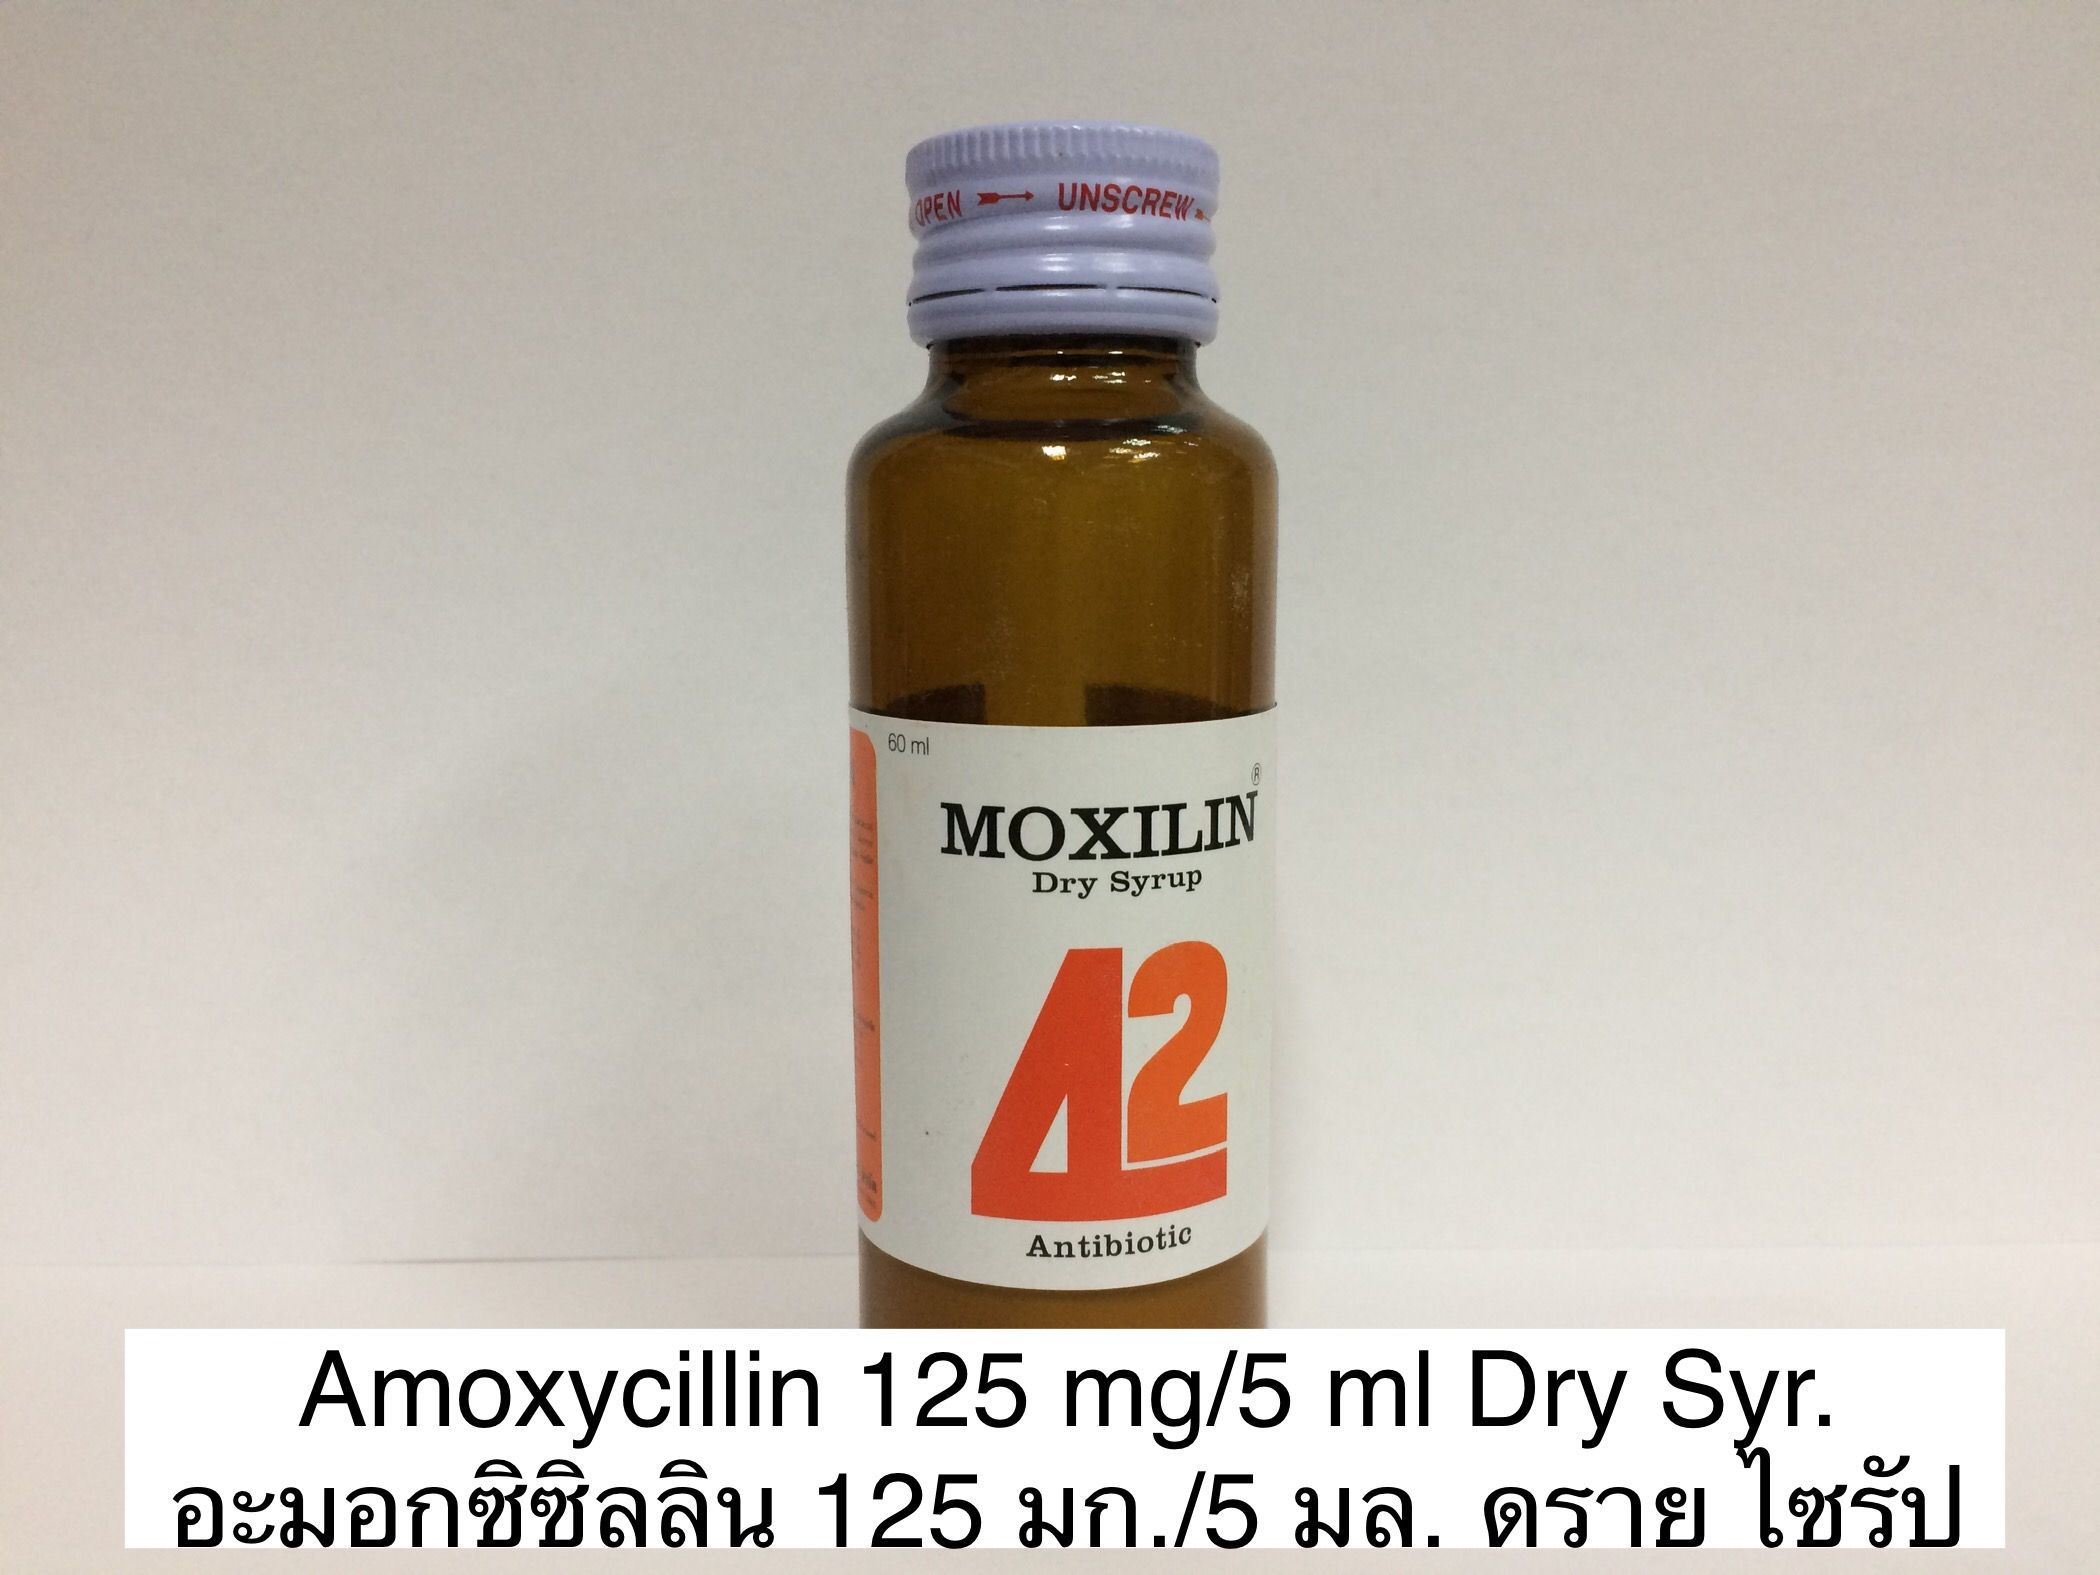 OPEN UNSCREW
60 ml
MOXILIN®
Dry Syrup
A2
Antibiotic
Amoxycillin 125 mg/5 ml Dry Syr.
อะมอกซิซิลลิน 125 มก./5 มล. ดราย ไซรัป